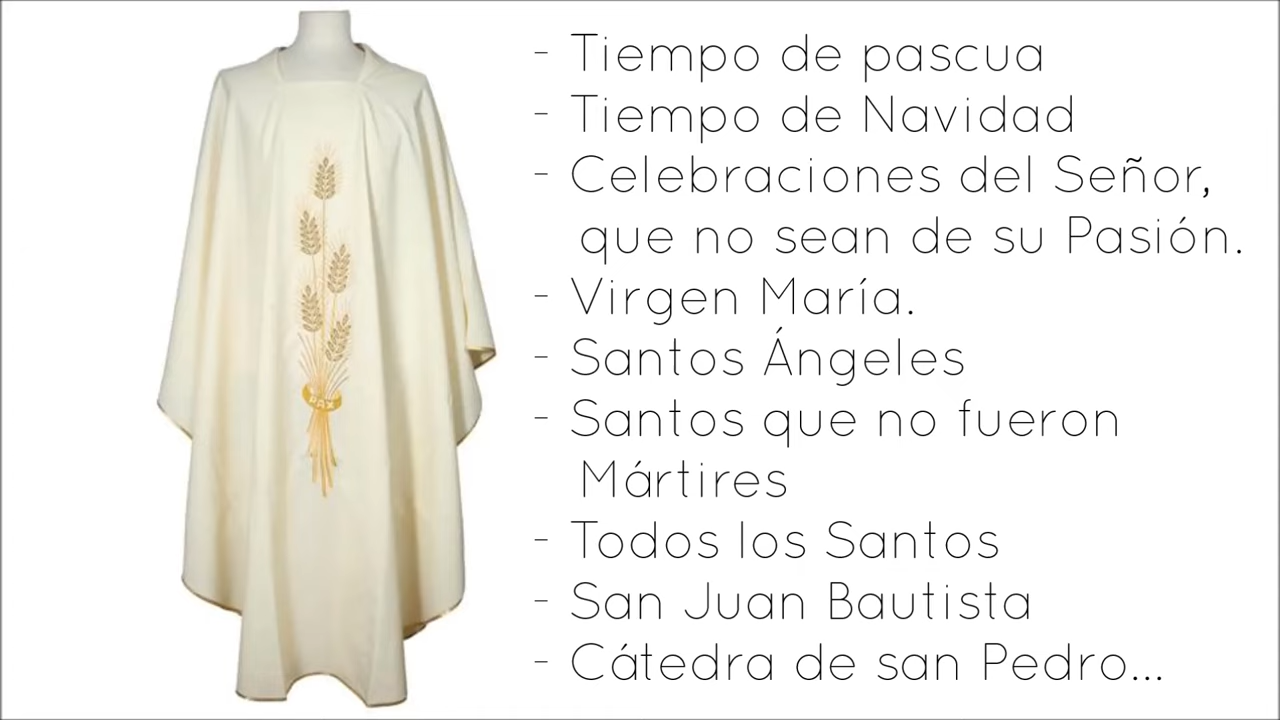 - Tiempo de pascua
- Tiempo de Navidad
- Celebraciones del Señor,
que no sean de su Pasión.
- Virgen María.
- Santos Ángeles
- Santos que no fueron
Mártires
- Todos los Santos
- San Juan Bautista
- Cátedra de san Pedro...
PAX